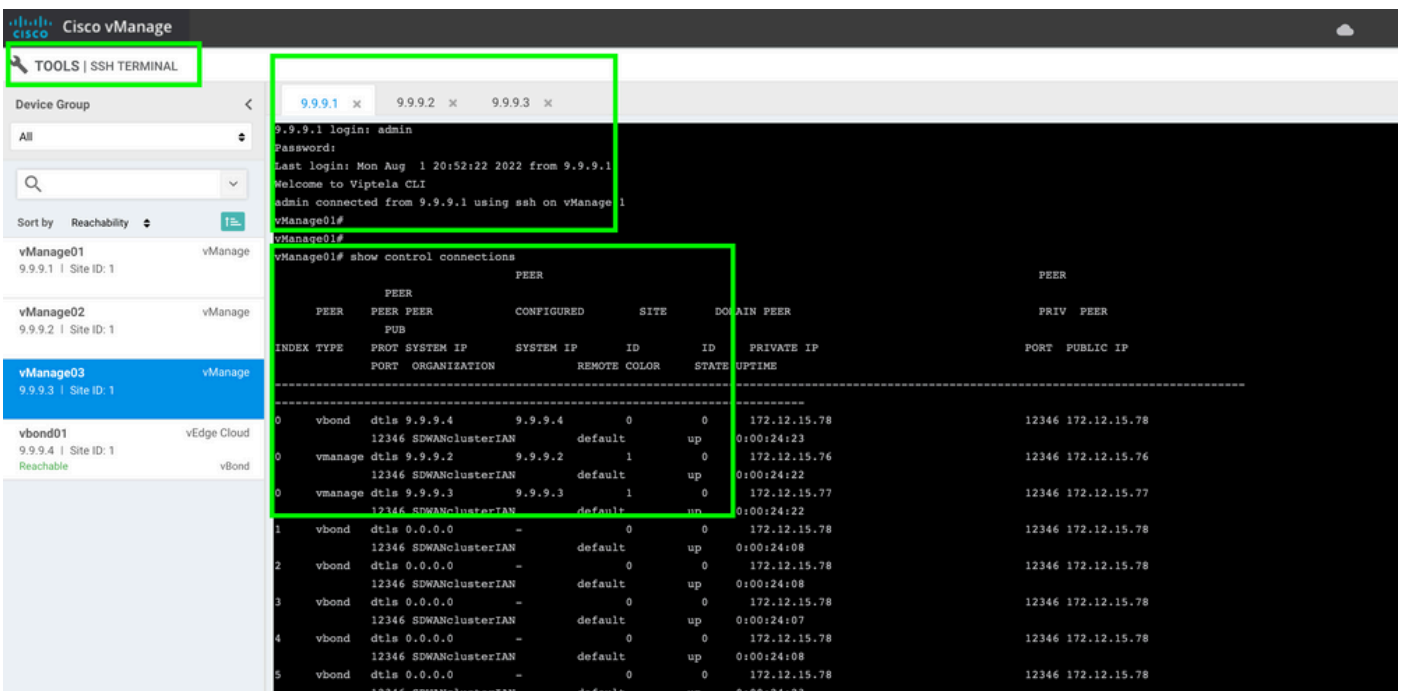 cisco Cisco vManage
TOOLS | SSH TERMINAL
Device Group
All
Sort by Reachability
vManage01 vManage
9.9.9.1 | Site ID: 1
vManage02 vManage
9.9.9.2 | Site ID: 1
vManage03 vManage
9.9.9.3 | Site ID: 1
vbond01 vEdge Cloud
9.9.9.4 | Site ID: 1
Reachable vBond
9.9.9.1 × 9.9.9.2 × 9.9.9.3 ×
9.9.9.1 login: admin
Password:
Last login: Mon Aug 1 20:52:22 2022 from 9.9.9.1
Welcome to Viptela CLI
admin connected from 9.9.9.1 using ssh on vManage 1
vManage01#
vManage01#
vManage01# show control connections
PEER PEER
PEER
PEER PEER PEER CONFIGURED SITE DOMAIN PEER PRIV PEER
PUB
INDEX TYPE PROT SYSTEM IP SYSTEM IP ID ID PRIVATE IP PORT PUBLIC IP
PORT ORGANIZATION REMOTE COLOR STATE UPTIME
--------------------------------------------------------------------------------
--------------------------------------------------------------------------------
0 vbond dtls 9.9.9.4 9.9.9.4 0 0 172.12.15.78 12346 172.12.15.78
12346 SDWANclusterIAN default up 0:00:24:23
0 vmanage dtls 9.9.9.2 9.9.9.2 1 0 172.12.15.76 12346 172.12.15.76
12346 SDWANclusterIAN default up 0:00:24:22
0 vmanage dtls 9.9.9.3 9.9.9.3 1 0 172.12.15.77 12346 172.12.15.77
12346 SDWANclusterIAN default up 0:00:24:22
1 vbond dtls 0.0.0.0 - 0 0 172.12.15.78 12346 172.12.15.78
12346 SDWANclusterIAN default up 0:00:24:08
2 vbond dtls 0.0.0.0 - 0 0 172.12.15.78 12346 172.12.15.78
12346 SDWANclusterIAN default up 0:00:24:08
3 vbond dtls 0.0.0.0 - 0 0 172.12.15.78 12346 172.12.15.78
12346 SDWANclusterIAN default up 0:00:24:07
4 vbond dtls 0.0.0.0 - 0 0 172.12.15.78 12346 172.12.15.78
12346 SDWANclusterIAN default up 0:00:24:08
5 vbond dtls 0.0.0.0 - 0 0 172.12.15.78 12346 172.12.15.78